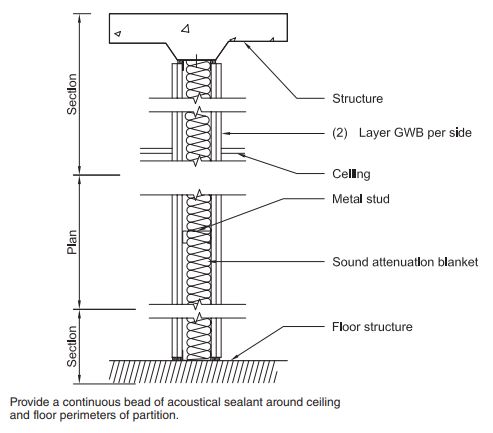 Section
Structure
(2) Layer GWB per side
Ceiling
Metal stud
Plan
Sound attenuation blanket
Floor structure
Section
Provide a continuous bead of acoustical sealant around ceiling
and floor perimeters of partition.